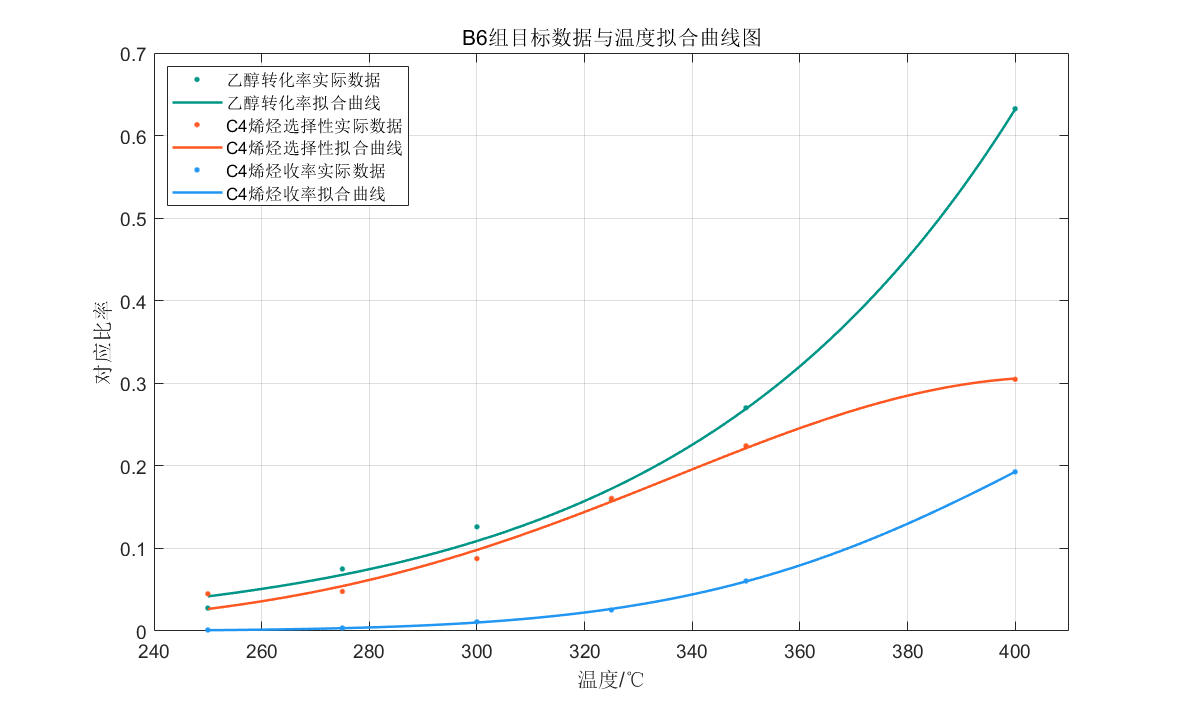 B6组目标数据与温度拟合曲线图
0.7
0.6
0.5
0.4
0.3
0.2
0.1
0
乙醇转化率实际数据
乙醇转化率拟合曲线
C4烯烃选择性实际数据
C4烯烃选择性拟合曲线
C4烯烃收率实际数据
C4烯烃收率拟合曲线
对应比率
240 260 280 300 320 340 360 380 400
温度/℃